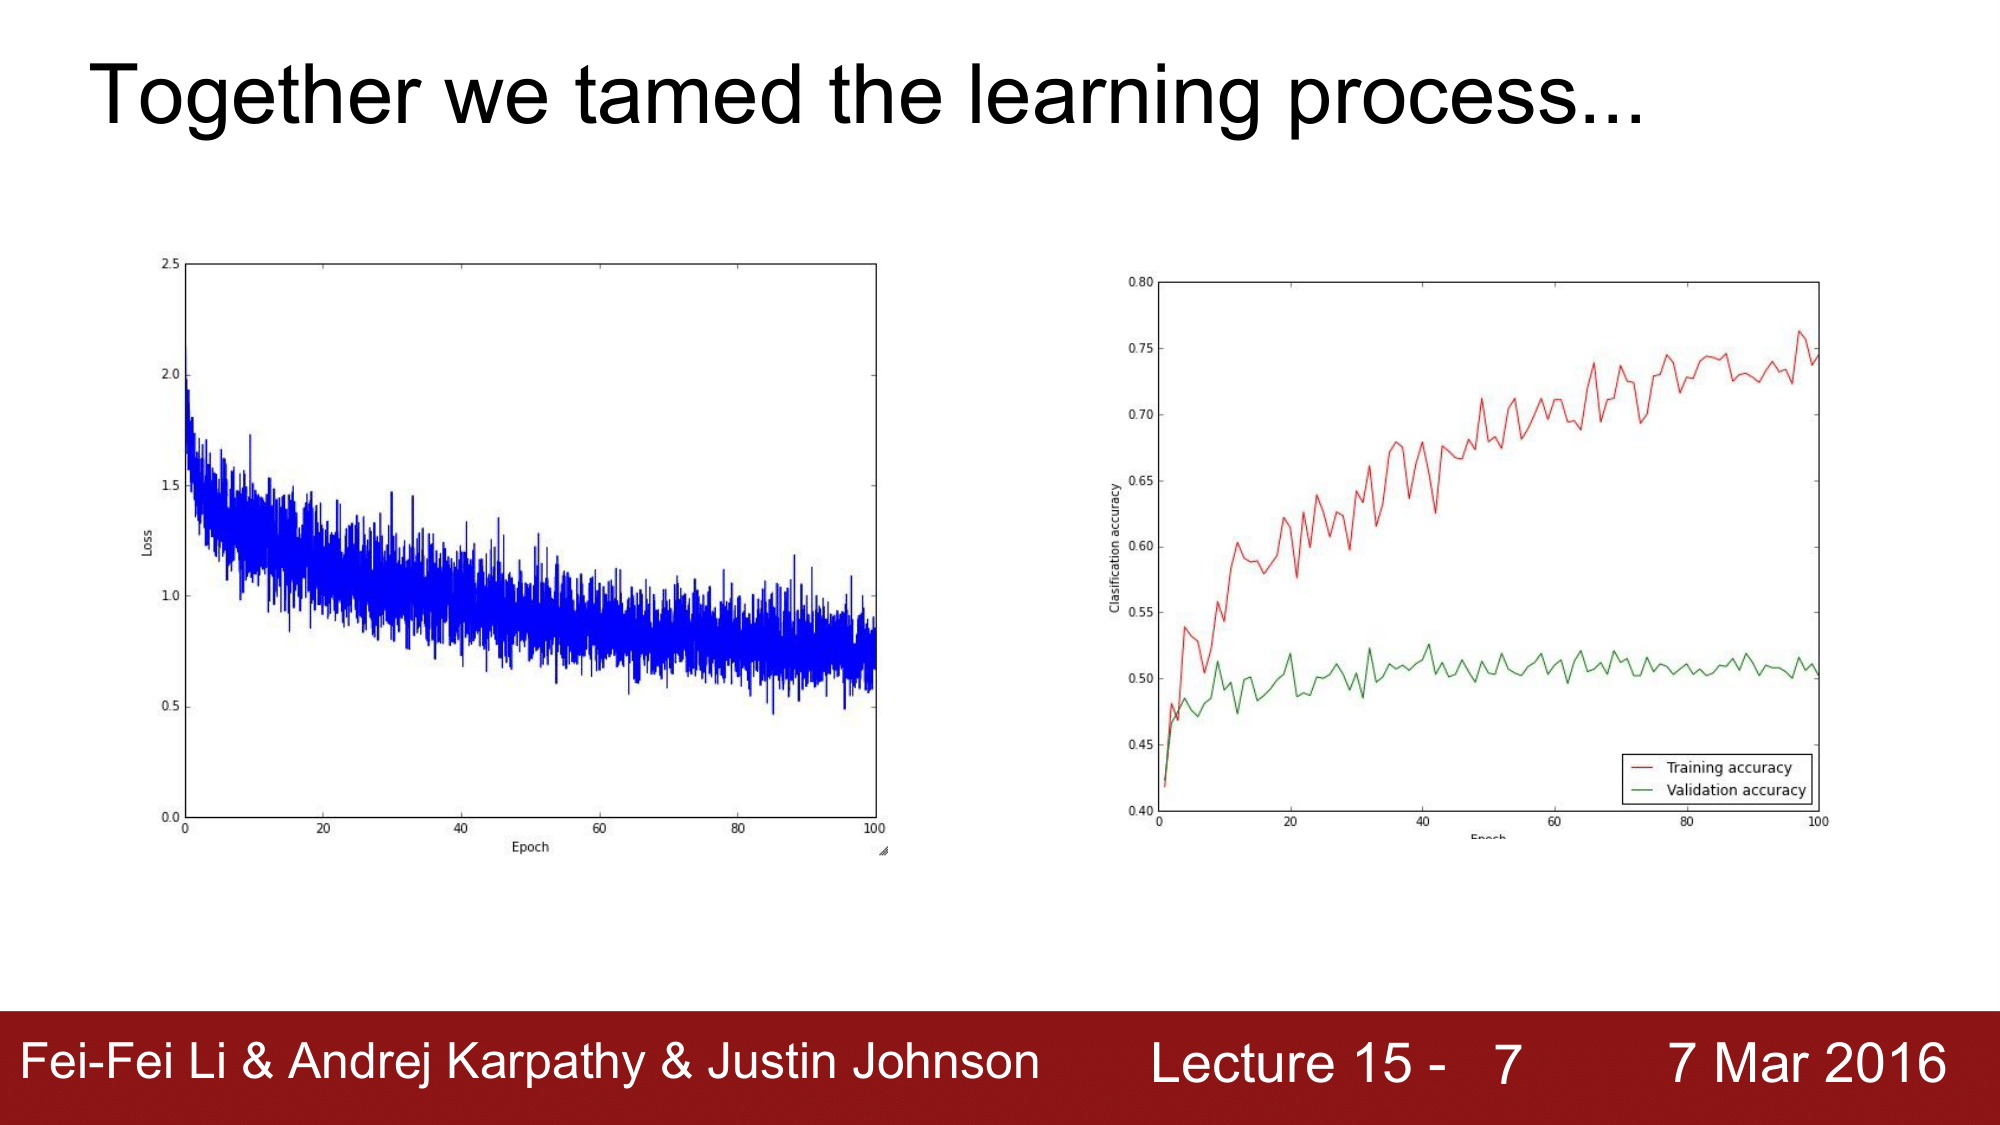 Together we tamed the learning process...
2.5
2.0
1.5
1.0
0.5
0.0
Loss
0 20 40 60 80 100
Epoch
0.80
0.75
0.70
0.65
0.60
0.55
0.50
0.45
0.40
Clasification accuracy
Training accuracy
Validation accuracy
0 20 40 60 80 100
Epoch
Fei-Fei Li & Andrej Karpathy & Justin Johnson
Lecture 15 - 7
7 Mar 2016